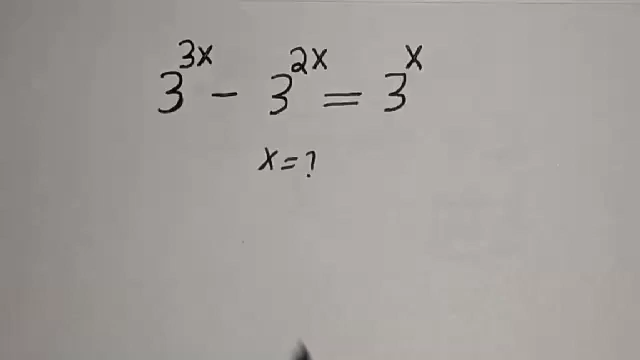 3^{3x} - 3^{2x} = 3^x
x = ?